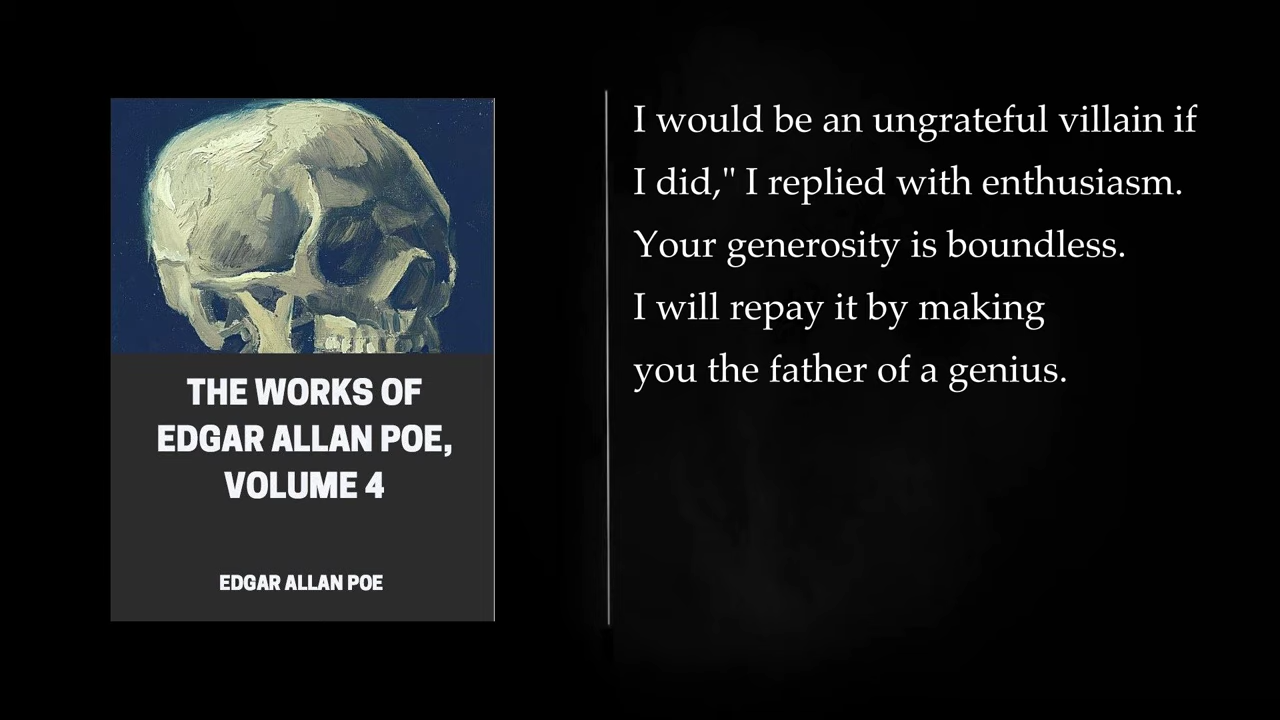 THE WORKS OF
EDGAR ALLAN POE,
VOLUME 4
EDGAR ALLAN POE
I would be an ungrateful villain if
I did," I replied with enthusiasm.
Your generosity is boundless.
I will repay it by making
you the father of a genius.